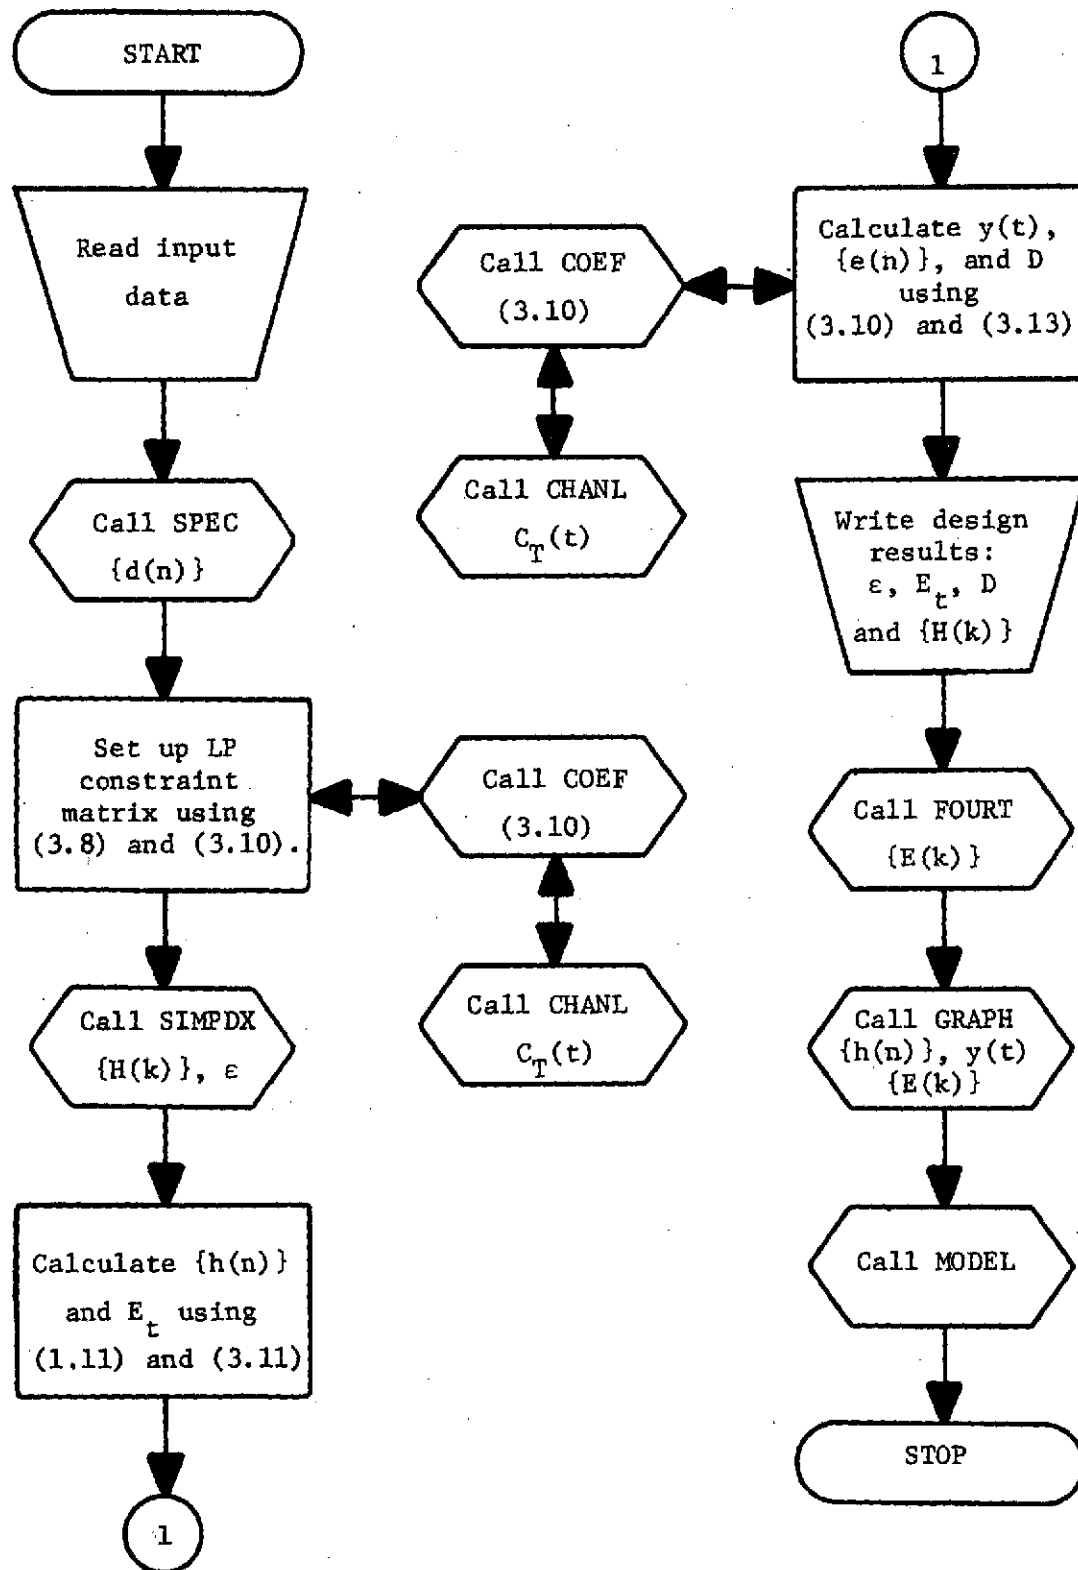 START
Read input
data
Call SPEC
{d(n)}
Set up LP
constraint
matrix using
(3.8) and (3.10).
Call COEF
(3.10)
Call CHANL
C_T(t)
Call SIMPDX
{H(k)}, ε
Calculate {h(n)}
and E_t using
(1.11) and (3.11)
1
1
Calculate y(t),
{e(n)}, and D
using
(3.10) and (3.13)
Call COEF
(3.10)
Call CHANL
C_T(t)
Write design
results:
ε, E_t, D
and {H(k)}
Call FOURT
{E(k)}
Call GRAPH
{h(n)}, y(t)
{E(k)}
Call MODEL
STOP